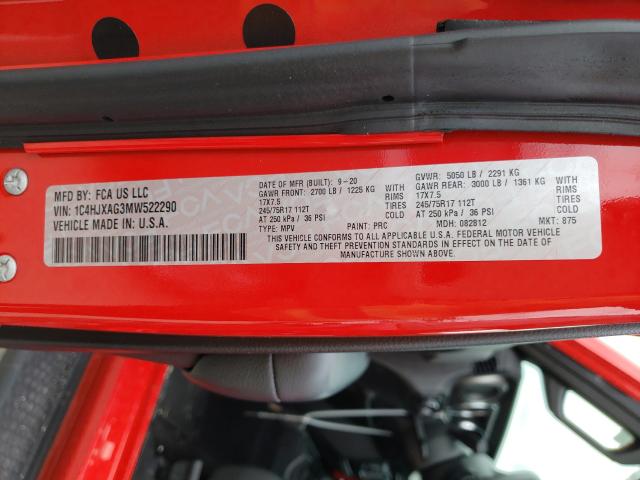 MFD BY: FCA US LLC
VIN: 1C4HJXAG3MW522290
VEHICLE MADE IN: U.S.A.
DATE OF MFR (BUILT): 9-20
GAWR FRONT: 2700 LB / 1225 KG
17X7.5 WITH RIMS
245/75R17 112T TIRES
AT 250 kPa / 36 PSI COLD
TYPE: MPV PAINT: PRC
GVWR: 5050 LB / 2291 KG
GAWR REAR: 3000 LB / 1361 KG
17X7.5 WITH RIMS
245/75R17 112T TIRES
AT 250 kPa / 36 PSI COLD
MDH: 082812 MKT: 875
THIS VEHICLE CONFORMS TO ALL APPLICABLE U.S.A. FEDERAL MOTOR VEHICLE
SAFETY AND THEFT PREVENTION STANDARDS IN EFFECT ON THE DATE OF
MANUFACTURE SHOWN ABOVE.